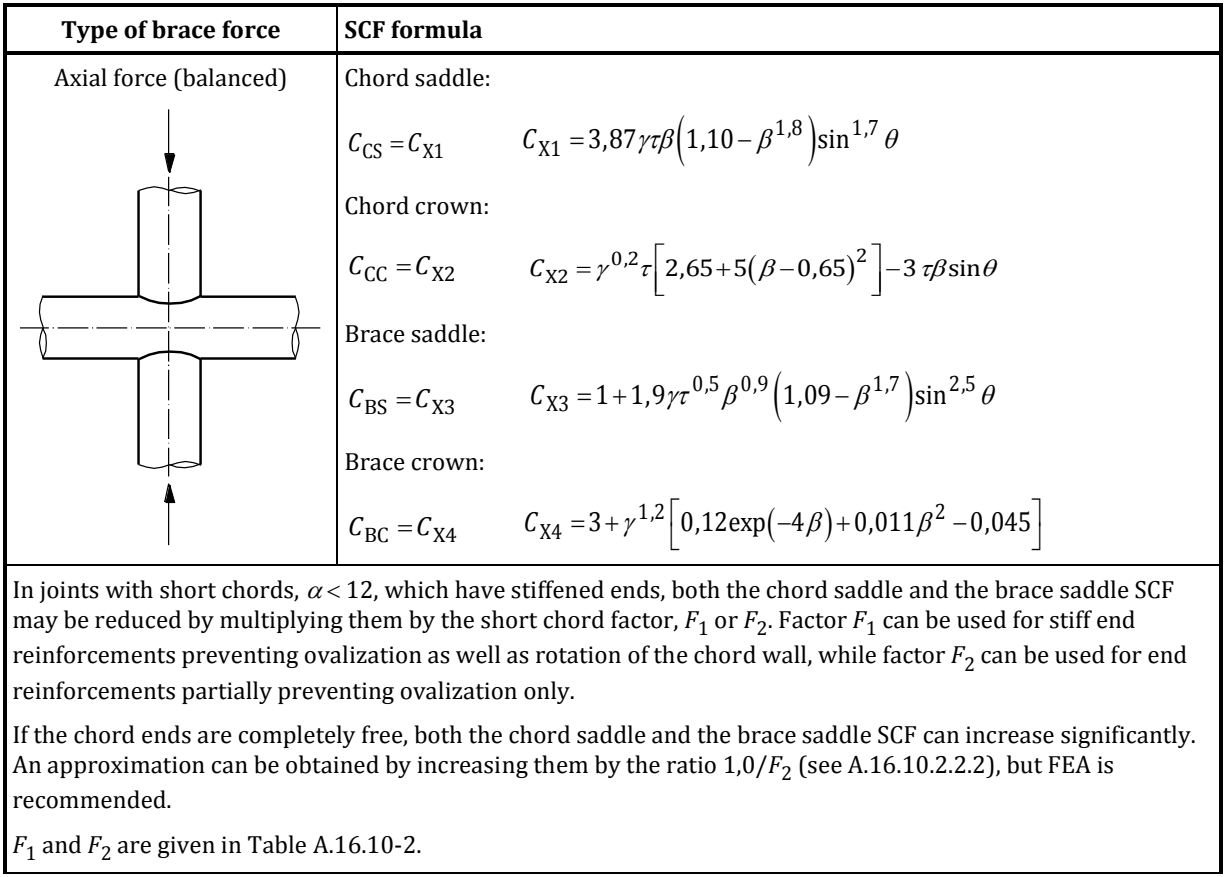 Type of brace force SCF formula
Axial force (balanced)
Chord saddle:
C_CS = C_X1 C_X1 = 3,87γτβ(1,10 − β^1,8)sin^1,7 θ
Chord crown:
C_CC = C_X2 C_X2 = γ^0,2 τ[2,65 + 5(β − 0,65)^2] − 3 τβsinθ
Brace saddle:
C_BS = C_X3 C_X3 = 1 + 1,9γτ^0,5 β^0,9 (1,09 − β^1,7)sin^2,5 θ
Brace crown:
C_BC = C_X4 C_X4 = 3 + γ^1,2 [0,12exp(−4β) + 0,011β^2 − 0,045]
In joints with short chords, α < 12, which have stiffened ends, both the chord saddle and the brace saddle SCF
may be reduced by multiplying them by the short chord factor, F_1 or F_2. Factor F_1 can be used for stiff end
reinforcements preventing ovalization as well as rotation of the chord wall, while factor F_2 can be used for end
reinforcements partially preventing ovalization only.
If the chord ends are completely free, both the chord saddle and the brace saddle SCF can increase significantly.
An approximation can be obtained by increasing them by the ratio 1,0/F_2 (see A.16.10.2.2.2), but FEA is
recommended.
F_1 and F_2 are given in Table A.16.10-2.